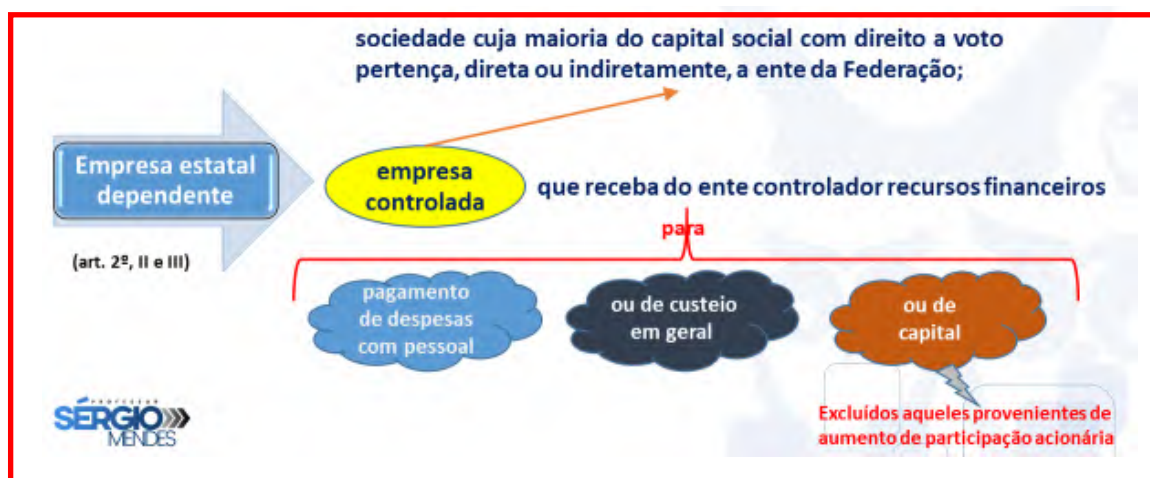 sociedade cuja maioria do capital social com direito a voto
pertença, direta ou indiretamente, a ente da Federação;
Empresa estatal
dependente
(art. 2º, II e III)
empresa
controlada
que receba do ente controlador recursos financeiros
para
pagamento
de despesas
com pessoal
ou de custeio
em geral
ou de
capital
Excluídos aqueles provenientes de
aumento de participação acionária
PROFESSOR
SÉRGIO
MENDES